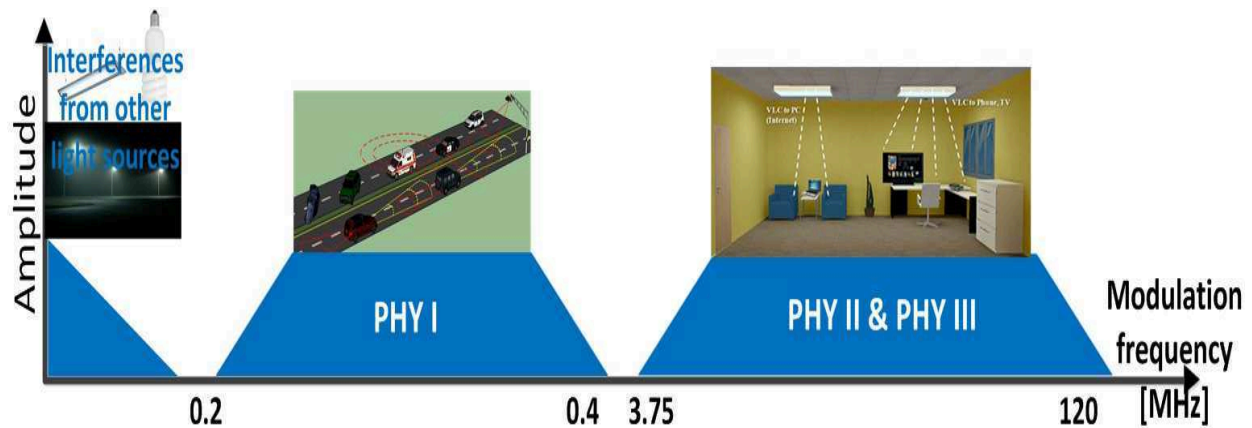 Amplitude
Interferences
from other
light sources
VLC to PC
(Internet)
VLC to Phone, TV
PHY I
PHY II & PHY III
Modulation
frequency
[MHz]
0.2
0.4
3.75
120